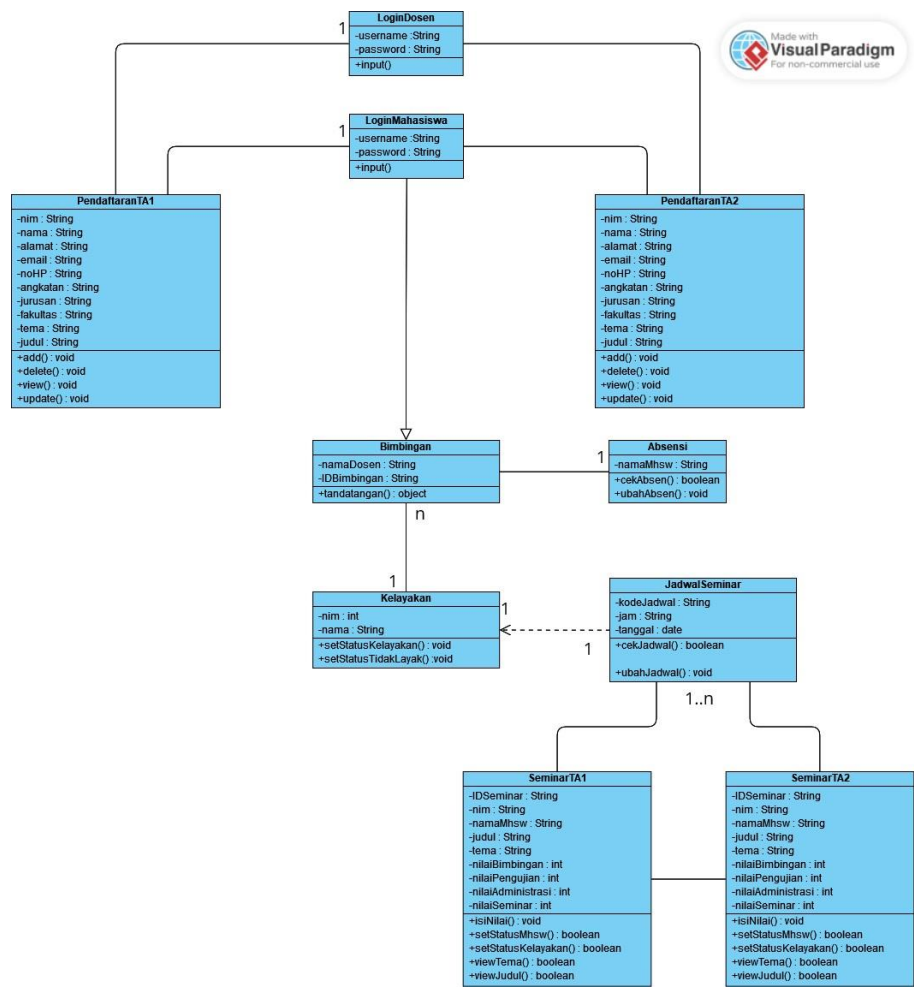 LoginDosen
-username :String
-password : String
+input()
1
Made with
Visual Paradigm
For non-commercial use
LoginMahasiswa
-username :String
-password : String
+input()
1
PendaftaranTA1
-nim : String
-nama : String
-alamat : String
-email : String
-noHP : String
-angkatan : String
-jurusan : String
-fakultas : String
-tema : String
-judul : String
+add() : void
+delete() : void
+view() : void
+update() : void
PendaftaranTA2
-nim : String
-nama : String
-alamat : String
-email : String
-noHP : String
-angkatan : String
-jurusan : String
-fakultas : String
-tema : String
-judul : String
+add() : void
+delete() : void
+view() : void
+update() : void
Bimbingan
-namaDosen : String
-IDBimbingan : String
+tandatangan() : object
n
1
Absensi
-namaMhsw : String
+cekAbsen() : boolean
+ubahAbsen() : void
1
Kelayakan
-nim : int
-nama : String
+setStatusKelayakan() : void
+setStatusTidakLayak() :void
1
1
JadwalSeminar
-kodeJadwal : String
-jam : String
-tanggal : date
+cekJadwal() : boolean
+ubahJadwal() : void
1..n
SeminarTA1
-IDSeminar : String
-nim : String
-namaMhsw : String
-judul : String
-tema : String
-nilaiBimbingan : int
-nilaiPengujian : int
-nilaiAdministrasi : int
-nilaiSeminar : int
+isiNilai() : void
+setStatusMhsw() : boolean
+setStatusKelayakan() : boolean
+viewTema() : boolean
+viewJudul() : boolean
SeminarTA2
-IDSeminar : String
-nim : String
-namaMhsw : String
-judul : String
-tema : String
-nilaiBimbingan : int
-nilaiPengujian : int
-nilaiAdministrasi : int
-nilaiSeminar : int
+isiNilai() : void
+setStatusMhsw() : boolean
+setStatusKelayakan() : boolean
+viewTema() : boolean
+viewJudul() : boolean